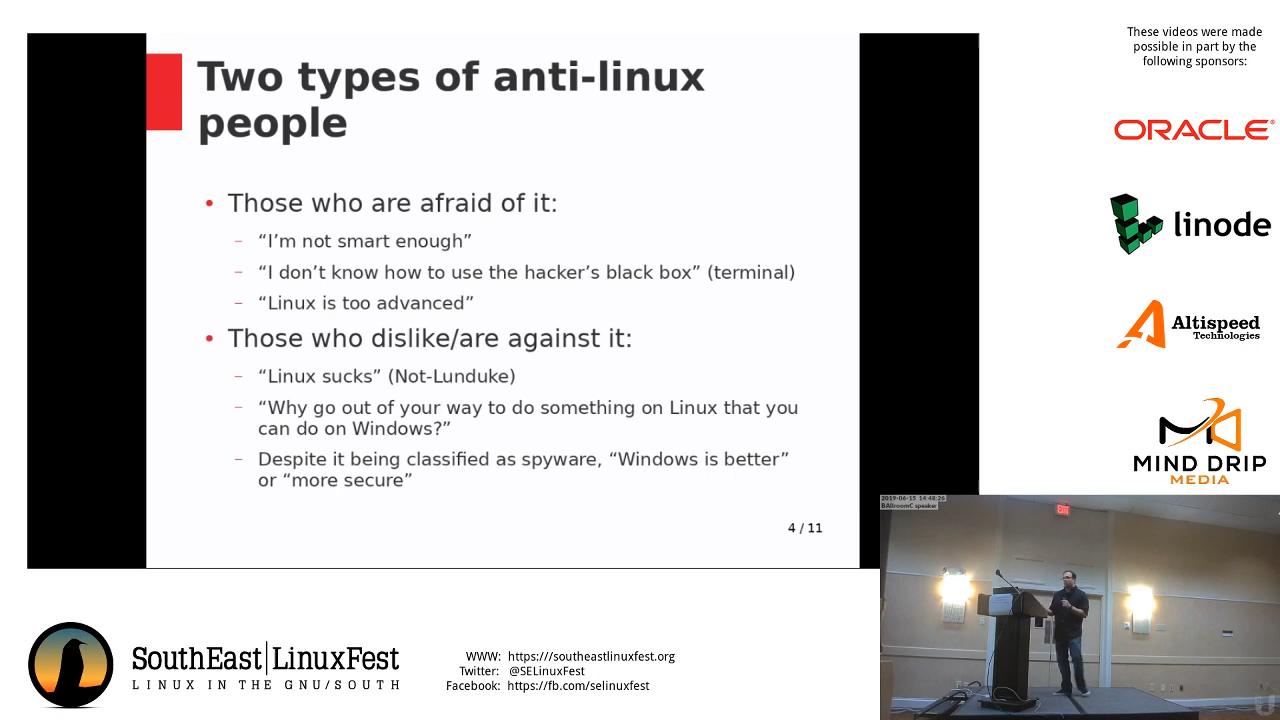 Two types of anti-linux
people
• Those who are afraid of it:
– “I’m not smart enough”
– “I don’t know how to use the hacker’s black box” (terminal)
– “Linux is too advanced”
• Those who dislike/are against it:
– “Linux sucks” (Not-Lunduke)
– “Why go out of your way to do something on Linux that you
can do on Windows?”
– Despite it being classified as spyware, “Windows is better”
or “more secure”
4 / 11
These videos were made
possible in part by the
following sponsors:
ORACLE®
linode
Altispeed
Technologies
MIND DRIP
MEDIA
2019-06-15 14:48:26
BAllroomC speaker
EXIT
SouthEast LinuxFest
LINUX IN THE GNU/SOUTH
WWW: https://southeastlinuxfest.org
Twitter: @SELinuxFest
Facebook: https://fb.com/selinuxfest